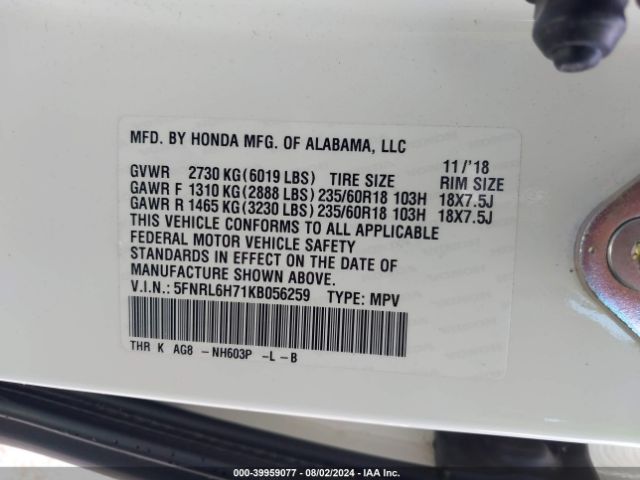 MFD. BY HONDA MFG. OF ALABAMA, LLC
11/'18
GVWR 2730 KG(6019 LBS) TIRE SIZE RIM SIZE
GAWR F 1310 KG(2888 LBS)235/60R18 103H 18X7.5J
GAWR R 1465 KG(3230 LBS)235/60R18 103H 18X7.5J
THIS VEHICLE CONFORMS TO ALL APPLICABLE
FEDERAL MOTOR VEHICLE SAFETY
STANDARDS IN EFFECT ON THE DATE OF
MANUFACTURE SHOWN ABOVE.
V.I.N.: 5FNRL6H71KB056259 TYPE: MPV
THR K AG8 -NH603P -L -B
000-39959077 - 08/02/2024 - IAA Inc.